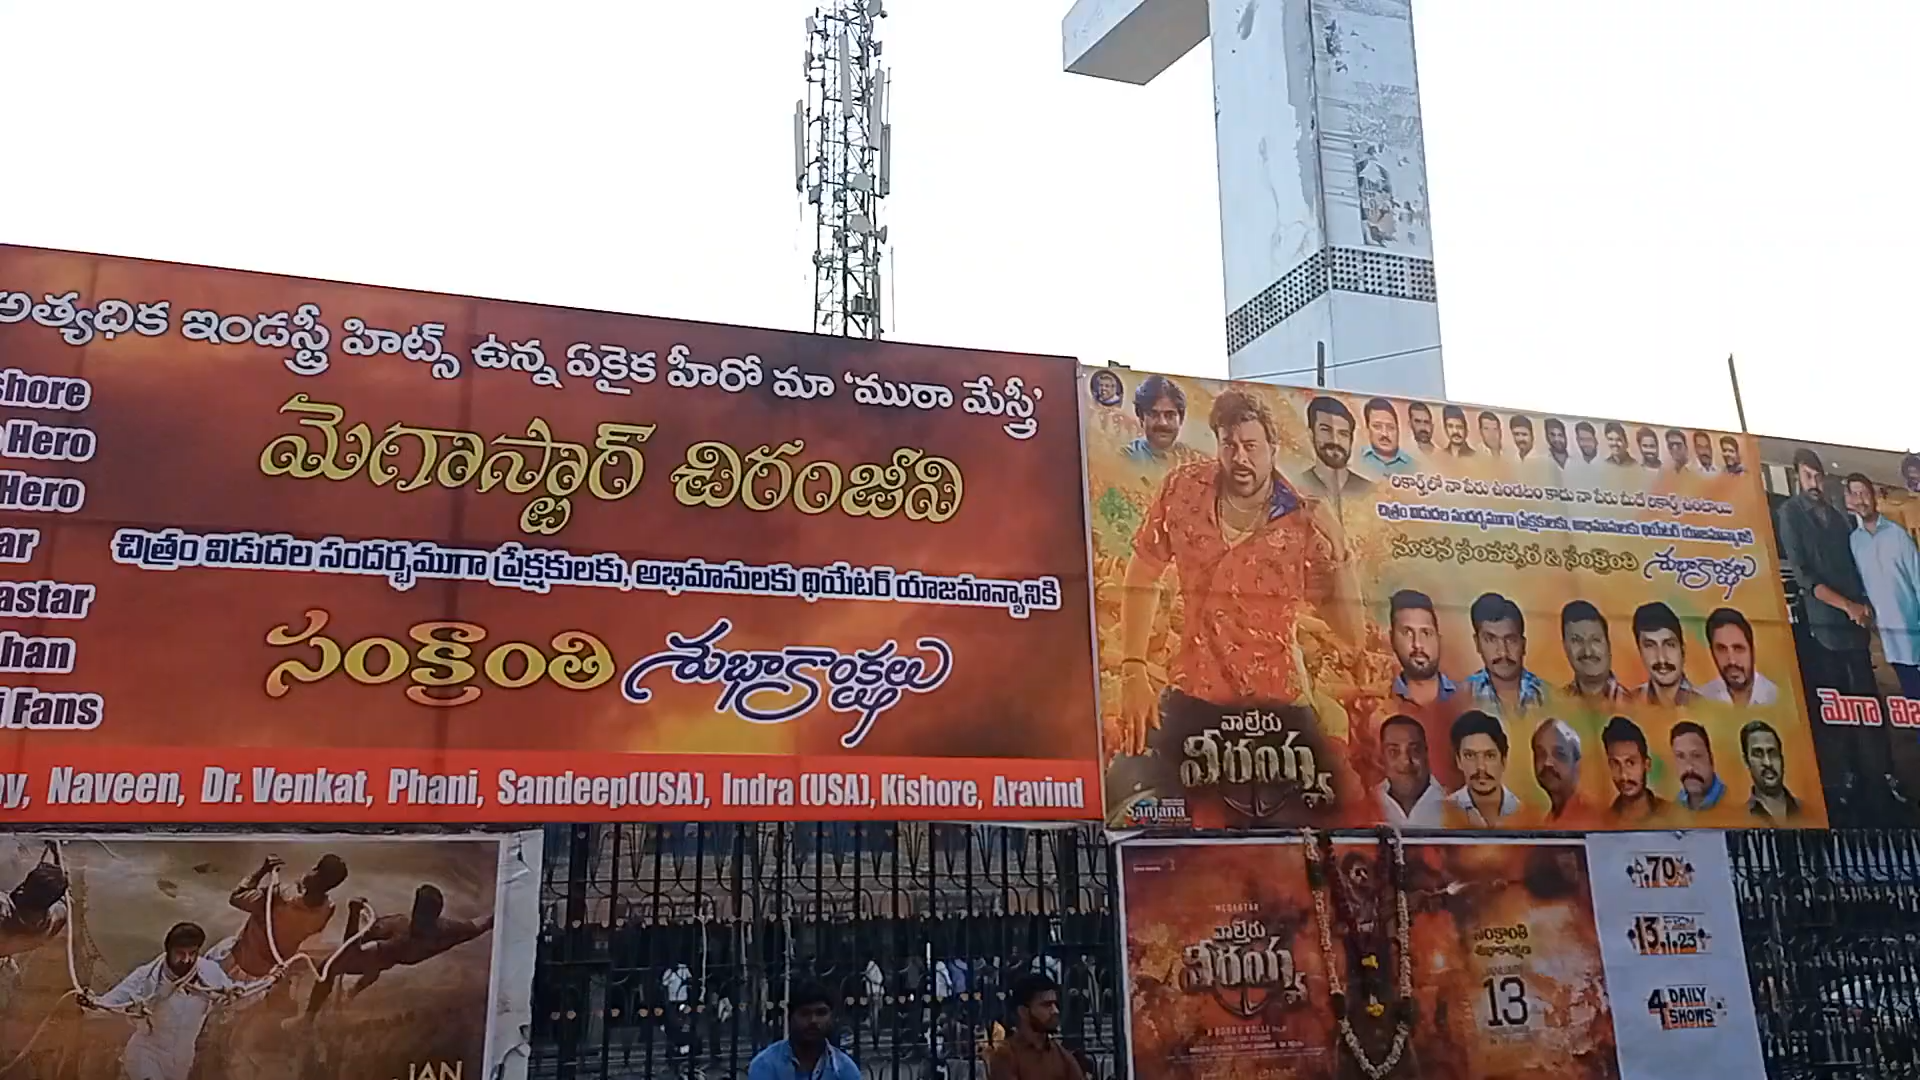 అత్యధిక ఇండస్ట్రీ హిట్స్ ఉన్న ఏకైక హీరో మా ‘ముఠా మేస్త్రీ’
shore
Hero
Hero
ar
astar
han
i Fans
మెగాస్టార్ చిరంజీవి
చిత్రం విడుదల సందర్భముగా ప్రేక్షకులకు, అభిమానులకు థియేటర్ యాజమాన్యానికి
సంక్రాంతి శుభాకాంక్షలు
y, Naveen, Dr. Venkat, Phani, Sandeep(USA), Indra (USA), Kishore, Aravind
రికార్డ్స్‌లో నా పేరు ఉండటం కాదు నా పేరు మీదే రికార్డ్స్ ఉంటాయి
చిత్రం విడుదల సందర్భముగా ప్రేక్షకులకు, అభిమానులకు థియేటర్ యాజమాన్యానికి
నూతన సంవత్సర & సంక్రాంతి శుభాకాంక్షలు
వాల్తేరు
వీరయ్య
Sanjana
మెగా విజ
JAN
MEGASTAR
వాల్తేరు
వీరయ్య
సంక్రాంతి
శుభాకాంక్షలు
JANUARY
13
70
13.1.23
4 DAILY
SHOWS